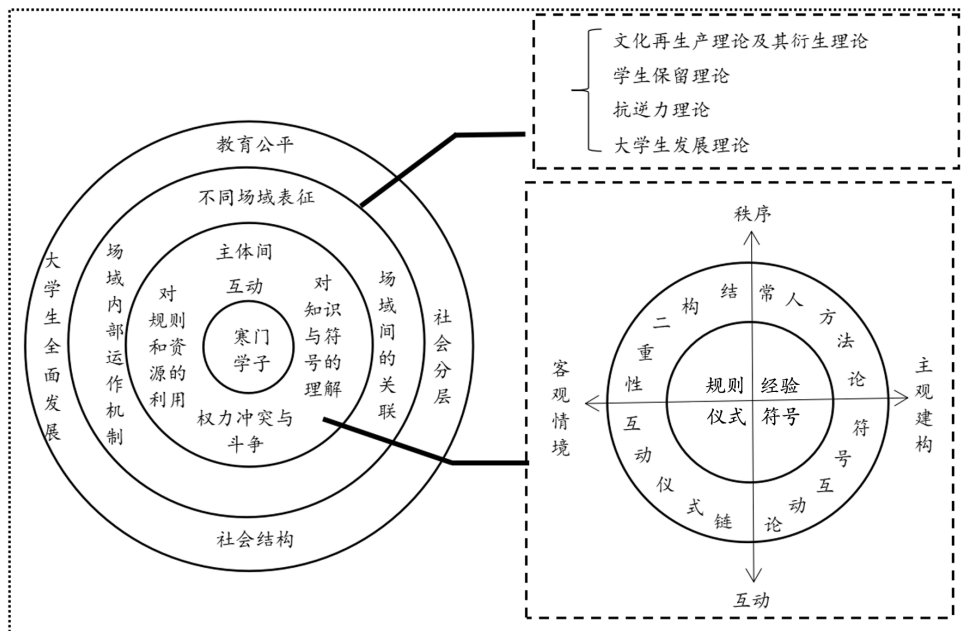 文化再生产理论及其衍生理论
学生保留理论
抗逆力理论
大学生发展理论
教育公平
不同场域表征
主体间
互动
大学生全面发展
场域内部运作机制
对
规则
和资
源的
利用
寒门
学子
对
知识
与符
号的
理解
场域间的关联
社会分层
权力冲突与
斗争
社会结构
秩序
结构二重性
常人方法论
客观情境
规则 经验
仪式 符号
主观建构
互动仪式链
符号互动论
互动